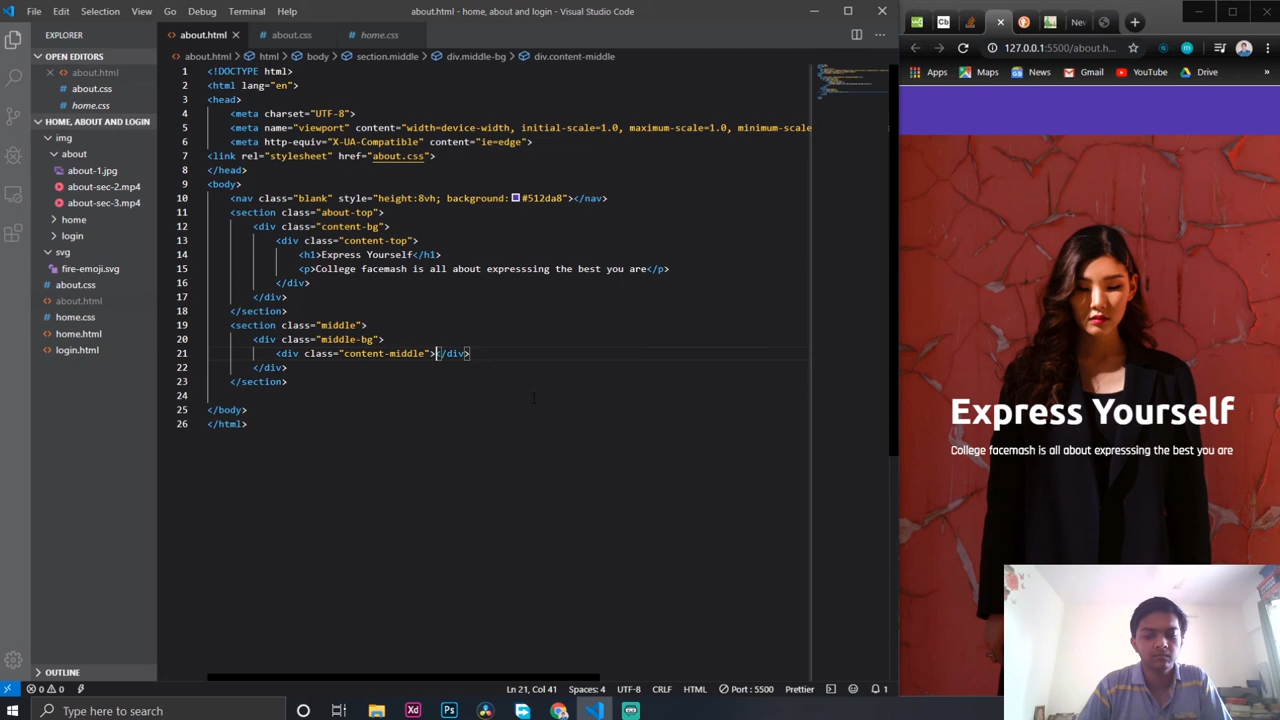 File Edit Selection View Go Debug Terminal Help
about.html - home, about and login - Visual Studio Code
EXPLORER
about.html
about.css
home.css
OPEN EDITORS
about.html > html > body > section.middle > div.middle-bg > div.content-middle
about.html
about.css
home.css
HOME, ABOUT AND LOGIN
img
about
about-1.jpg
about-sec-2.mp4
about-sec-3.mp4
home
login
svg
fire-emoji.svg
about.css
about.html
home.css
home.html
login.html
OUTLINE
1 <!DOCTYPE html>
2 <html lang="en">
3 <head>
4 <meta charset="UTF-8">
5 <meta name="viewport" content="width=device-width, initial-scale=1.0, maximum-scale=1.0, minimum-scale
6 <meta http-equiv="X-UA-Compatible" content="ie=edge">
7 <link rel="stylesheet" href="about.css">
8 </head>
9 <body>
10 <nav class="blank" style="height:8vh; background:#512da8"></nav>
11 <section class="about-top">
12 <div class="content-bg">
13 <div class="content-top">
14 <h1>Express Yourself</h1>
15 <p>College facemash is all about expresssing the best you are</p>
16 </div>
17 </div>
18 </section>
19 <section class="middle">
20 <div class="middle-bg">
21 <div class="content-middle"></div>
22 </div>
23 </section>
24
25 </body>
26 </html>
0 0
Ln 21, Col 41 Spaces: 4 UTF-8 CRLF HTML Port : 5500 Prettier 1
Cb
Nev
127.0.0.1:5500/about.h...
Apps Maps News Gmail YouTube Drive »
Express Yourself
College facemash is all about expresssing the best you are
Type here to search
Xd Ps